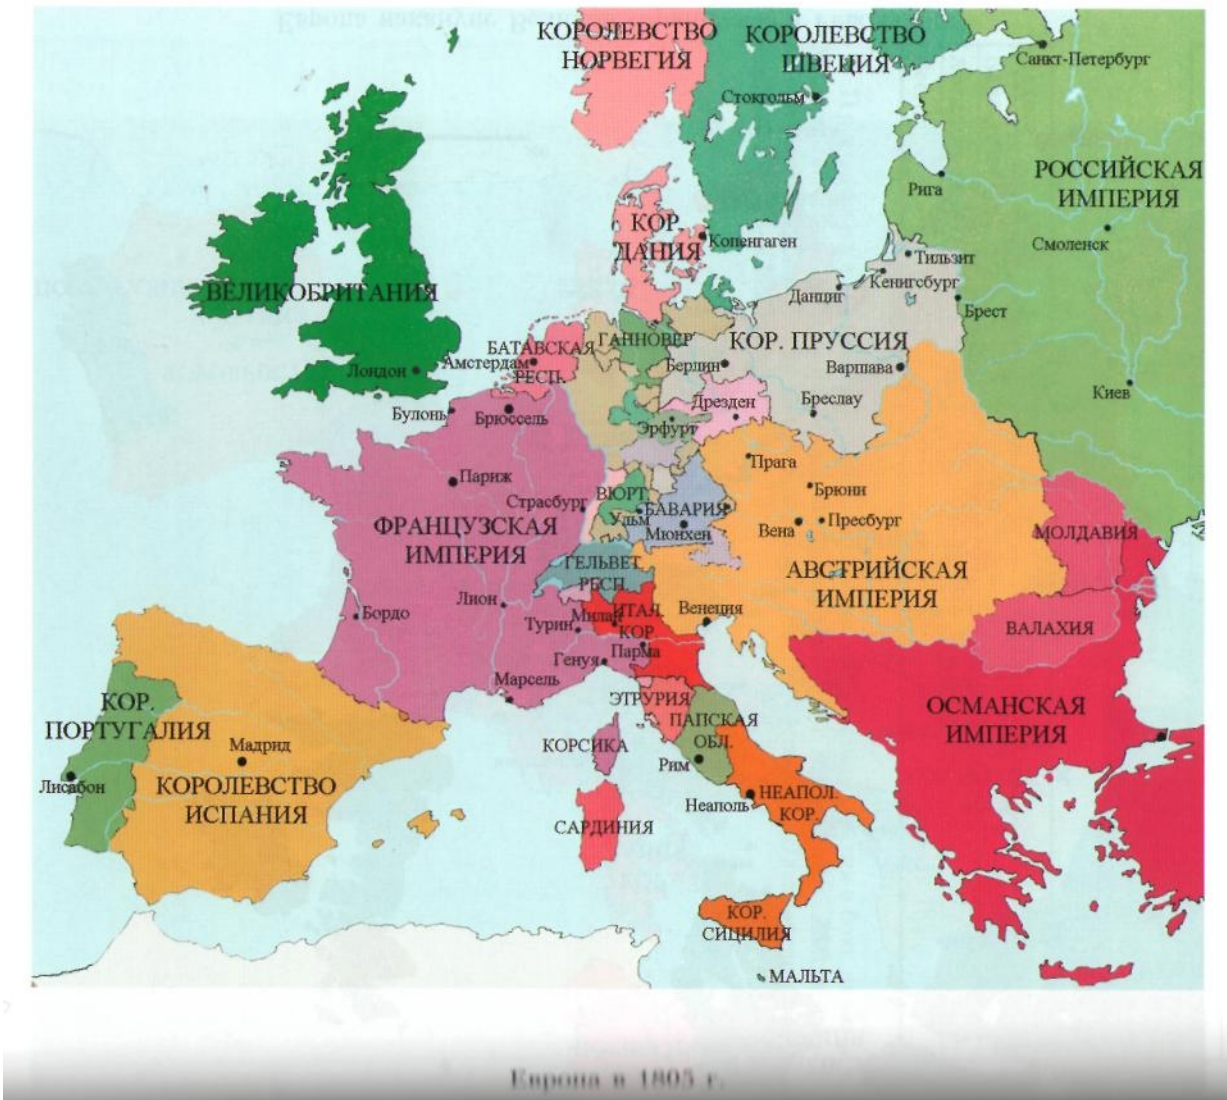 КОРОЛЕВСТВО
НОРВЕГИЯ
КОРОЛЕВСТВО
ШВЕЦИЯ
Санкт-Петербург
Стокгольм
РОССИЙСКАЯ
ИМПЕРИЯ
Рига
Смоленск
КОР.
ДАНИЯ
Копенгаген
Тильзит
Кенигсбург
Данциг
Брест
ВЕЛИКОБРИТАНИЯ
Лондон
БАТАВСКАЯ
РЕСП.
Амстердам
ГАННОВЕР
КОР. ПРУССИЯ
Берлин
Варшава
Киев
Булонь
Брюссель
Дрезден
Бреслау
Эрфурт
Париж
Страсбург
ВЮРТ.
Ульм
БАВАРИЯ
Мюнхен
Прага
Брюнн
Вена
Пресбург
МОЛДАВИЯ
ФРАНЦУЗСКАЯ
ИМПЕРИЯ
ГЕЛЬВЕТ.
РЕСП.
АВСТРИЙСКАЯ
ИМПЕРИЯ
Лион
Бордо
Турин
Милан
ИТАЛ.
КОР.
Венеция
ВАЛАХИЯ
Генуя
Парма
Марсель
КОР.
ПОРТУГАЛИЯ
Лисабон
Мадрид
КОРОЛЕВСТВО
ИСПАНИЯ
ЭТРУРИЯ
ПАПСКАЯ
ОБЛ.
КОРСИКА
Рим
ОСМАНСКАЯ
ИМПЕРИЯ
Неаполь
НЕАПОЛ.
КОР.
САРДИНИЯ
КОР.
СИЦИЛИЯ
МАЛЬТА
Европа в 1805 г.